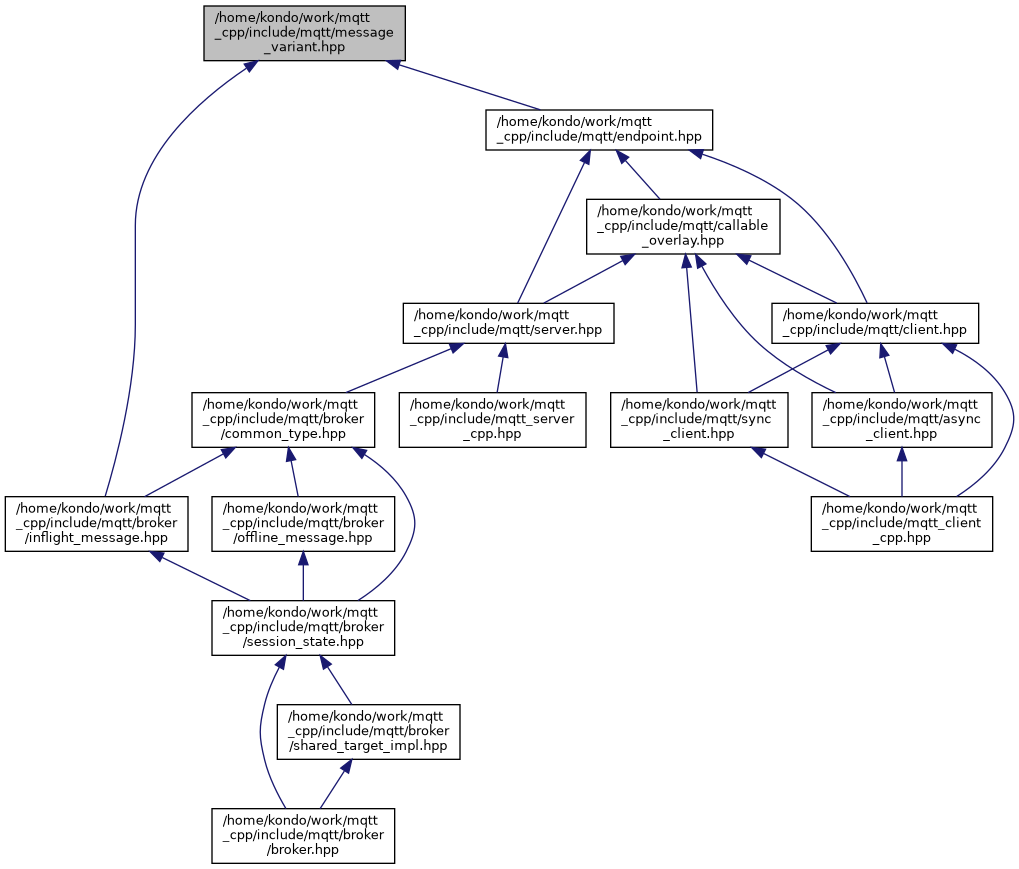 /home/kondo/work/mqtt
_cpp/include/mqtt/message
_variant.hpp
/home/kondo/work/mqtt
_cpp/include/mqtt/endpoint.hpp
/home/kondo/work/mqtt
_cpp/include/mqtt/callable
_overlay.hpp
/home/kondo/work/mqtt
_cpp/include/mqtt/server.hpp
/home/kondo/work/mqtt
_cpp/include/mqtt/client.hpp
/home/kondo/work/mqtt
_cpp/include/mqtt/broker
/common_type.hpp
/home/kondo/work/mqtt
_cpp/include/mqtt_server
_cpp.hpp
/home/kondo/work/mqtt
_cpp/include/mqtt/sync
_client.hpp
/home/kondo/work/mqtt
_cpp/include/mqtt/async
_client.hpp
/home/kondo/work/mqtt
_cpp/include/mqtt/broker
/inflight_message.hpp
/home/kondo/work/mqtt
_cpp/include/mqtt/broker
/offline_message.hpp
/home/kondo/work/mqtt
_cpp/include/mqtt_client
_cpp.hpp
/home/kondo/work/mqtt
_cpp/include/mqtt/broker
/session_state.hpp
/home/kondo/work/mqtt
_cpp/include/mqtt/broker
/shared_target_impl.hpp
/home/kondo/work/mqtt
_cpp/include/mqtt/broker
/broker.hpp